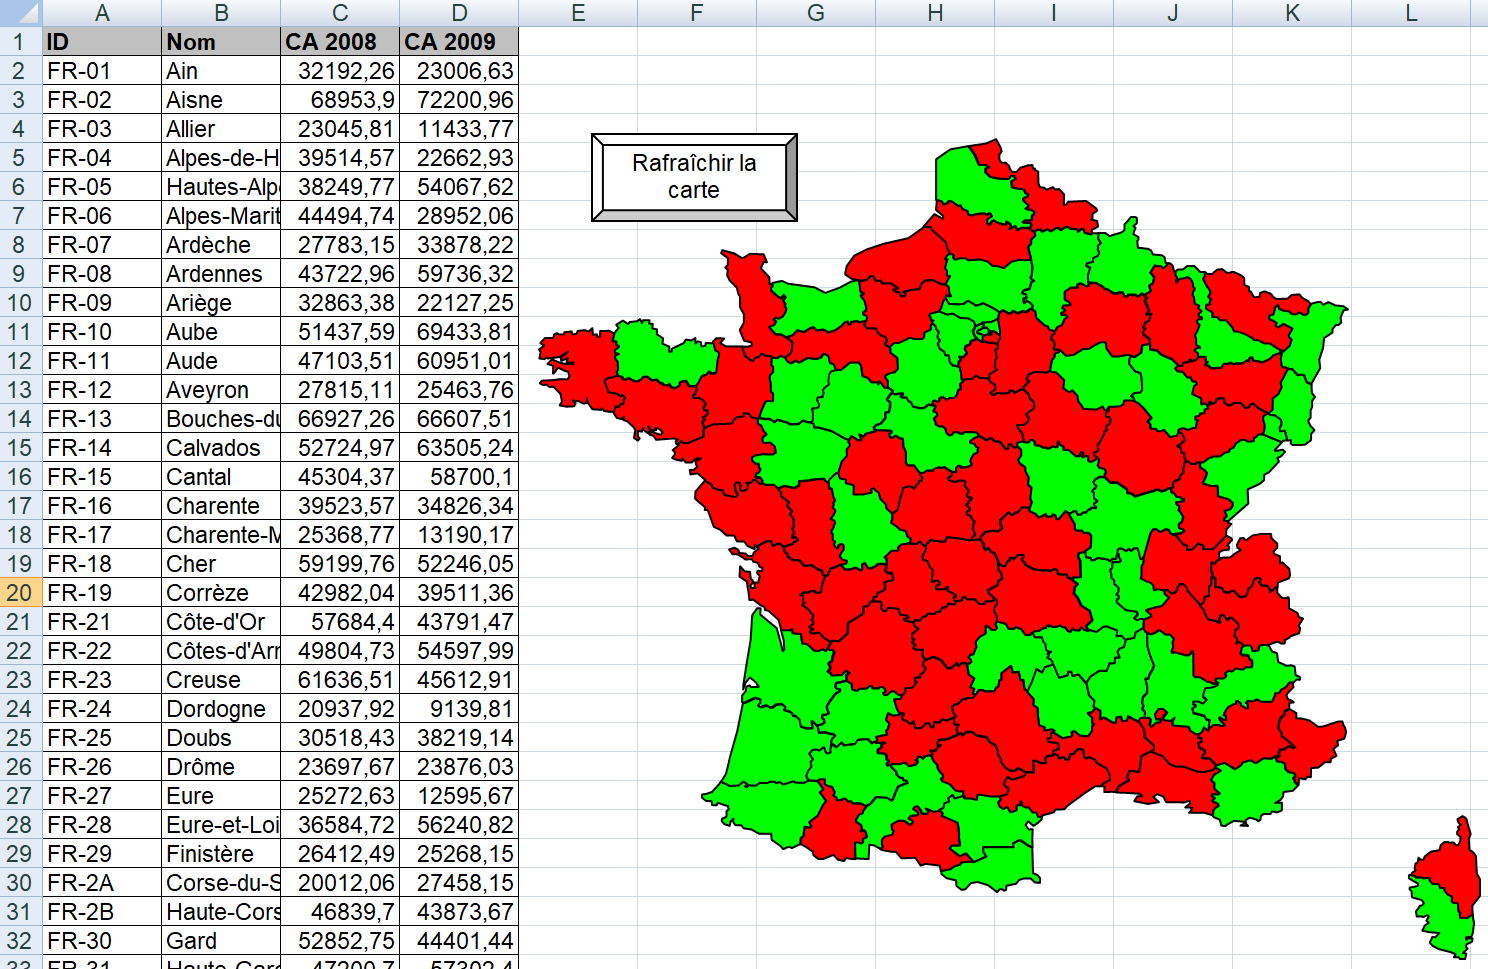 A B C D E F G H I J K L
1 ID Nom CA 2008 CA 2009
2 FR-01 Ain 32192,26 23006,63
3 FR-02 Aisne 68953,9 72200,96
4 FR-03 Allier 23045,81 11433,77
5 FR-04 Alpes-de-H 39514,57 22662,93
6 FR-05 Hautes-Alpe 38249,77 54067,62
7 FR-06 Alpes-Marit 44494,74 28952,06
8 FR-07 Ardèche 27783,15 33878,22
9 FR-08 Ardennes 43722,96 59736,32
10 FR-09 Ariège 32863,38 22127,25
11 FR-10 Aube 51437,59 69433,81
12 FR-11 Aude 47103,51 60951,01
13 FR-12 Aveyron 27815,11 25463,76
14 FR-13 Bouches-du 66927,26 66607,51
15 FR-14 Calvados 52724,97 63505,24
16 FR-15 Cantal 45304,37 58700,1
17 FR-16 Charente 39523,57 34826,34
18 FR-17 Charente-M 25368,77 13190,17
19 FR-18 Cher 59199,76 52246,05
20 FR-19 Corrèze 42982,04 39511,36
21 FR-21 Côte-d'Or 57684,4 43791,47
22 FR-22 Côtes-d'Arm 49804,73 54597,99
23 FR-23 Creuse 61636,51 45612,91
24 FR-24 Dordogne 20937,92 9139,81
25 FR-25 Doubs 30518,43 38219,14
26 FR-26 Drôme 23697,67 23876,03
27 FR-27 Eure 25272,63 12595,67
28 FR-28 Eure-et-Loi 36584,72 56240,82
29 FR-29 Finistère 26412,49 25268,15
30 FR-2A Corse-du-S 20012,06 27458,15
31 FR-2B Haute-Cors 46839,7 43873,67
32 FR-30 Gard 52852,75 44401,44
33 FR-31 Haute-Gar 47200,7 57302,4
Rafraîchir la
carte